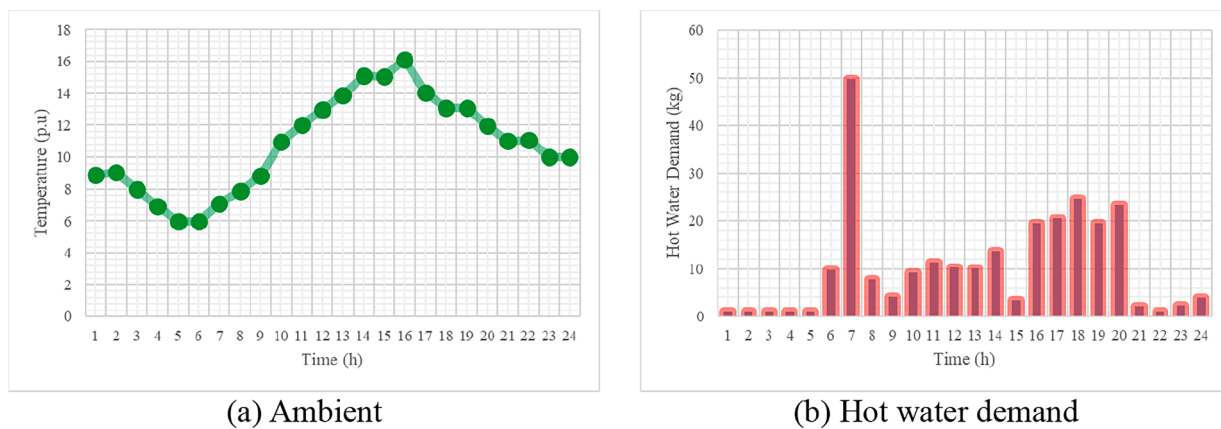 18
16
14
12
10
8
6
4
2
0
Temperature (p.u)
1 2 3 4 5 6 7 8 9 10 11 12 13 14 15 16 17 18 19 20 21 22 23 24
Time (h)
(a) Ambient
60
50
40
30
20
10
0
Hot Water Demand (kg)
1 2 3 4 5 6 7 8 9 10 11 12 13 14 15 16 17 18 19 20 21 22 23 24
Time (h)
(b) Hot water demand